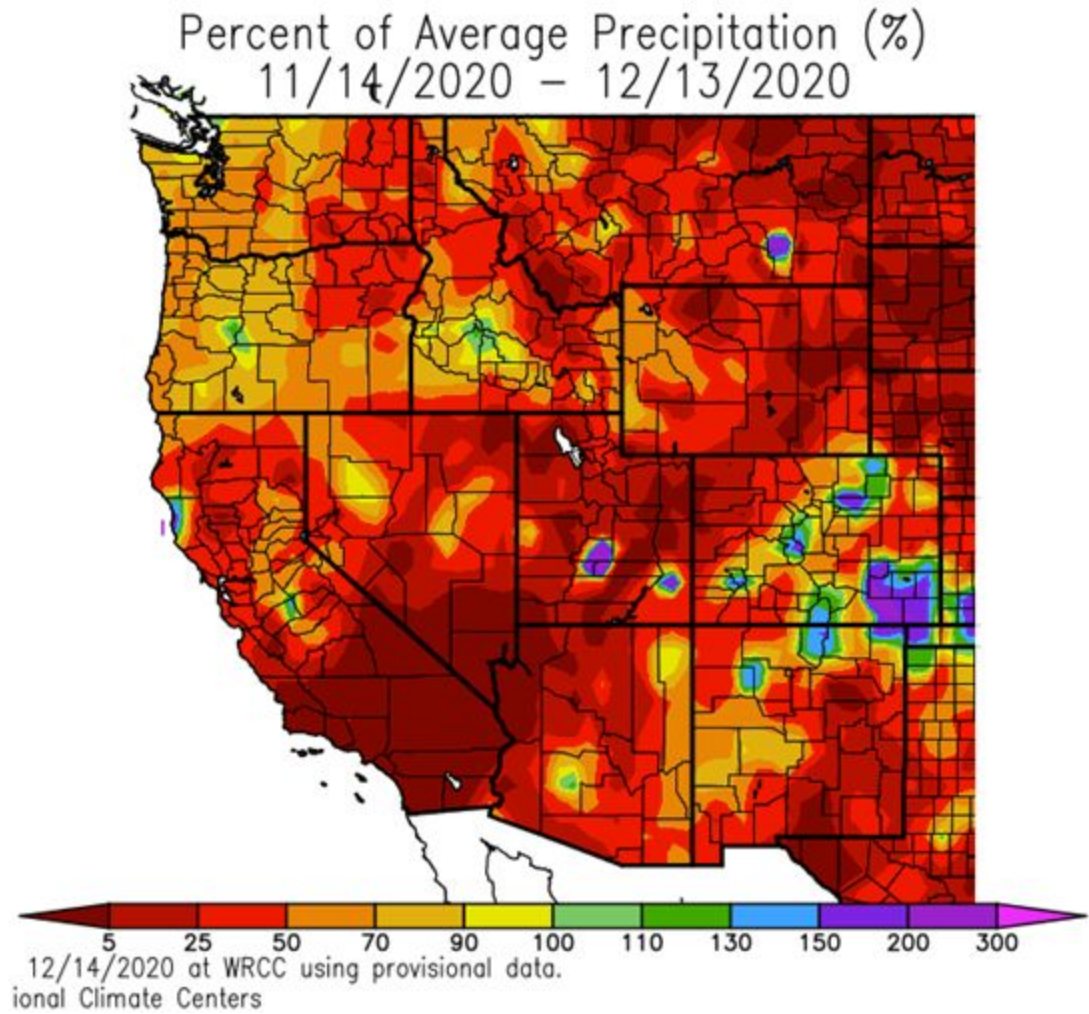 Percent of Average Precipitation (%)
11/14/2020 – 12/13/2020
5 25 50 70 90 100 110 130 150 200 300
12/14/2020 at WRCC using provisional data.
ional Climate Centers